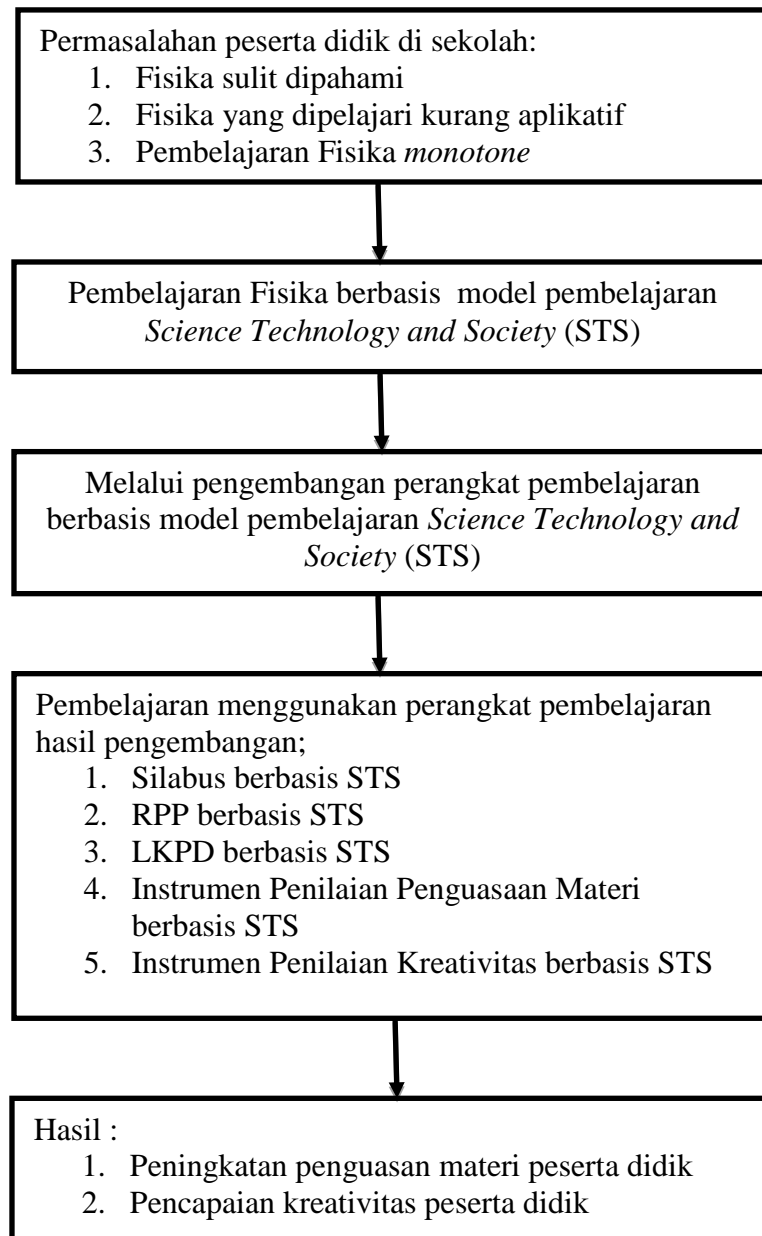 Permasalahan peserta didik di sekolah:
1. Fisika sulit dipahami
2. Fisika yang dipelajari kurang aplikatif
3. Pembelajaran Fisika monotone
Pembelajaran Fisika berbasis model pembelajaran
Science Technology and Society (STS)
Melalui pengembangan perangkat pembelajaran
berbasis model pembelajaran Science Technology and
Society (STS)
Pembelajaran menggunakan perangkat pembelajaran
hasil pengembangan;
1. Silabus berbasis STS
2. RPP berbasis STS
3. LKPD berbasis STS
4. Instrumen Penilaian Penguasaan Materi
berbasis STS
5. Instrumen Penilaian Kreativitas berbasis STS
Hasil :
1. Peningkatan penguasan materi peserta didik
2. Pencapaian kreativitas peserta didik